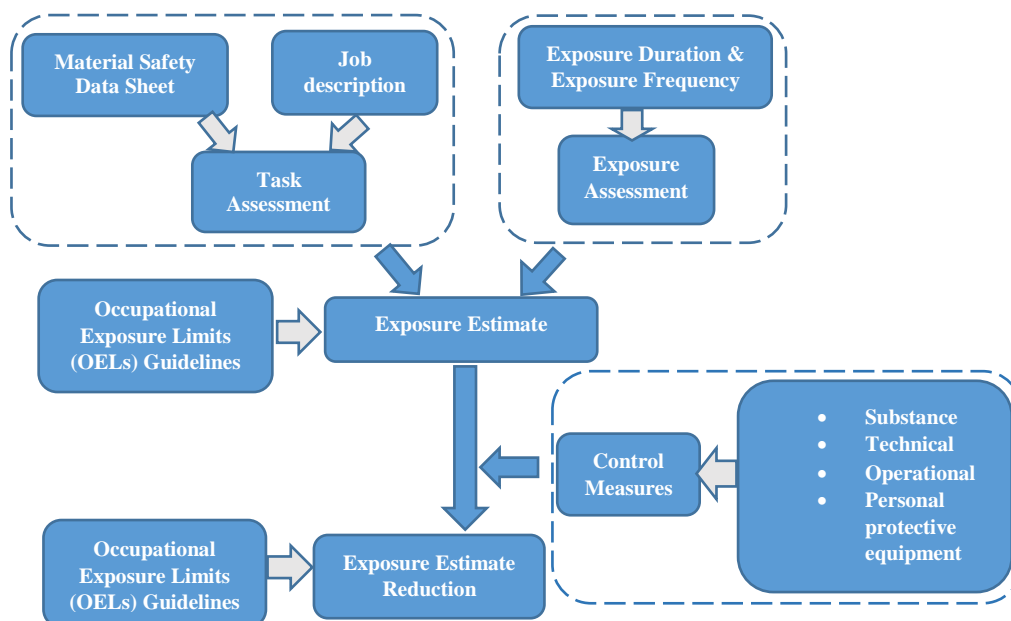 Material Safety
Data Sheet
Job
description
Exposure Duration &
Exposure Frequency
Task
Assessment
Exposure
Assessment
Occupational
Exposure Limits
(OELs) Guidelines
Exposure Estimate
Control
Measures
• Substance
• Technical
• Operational
• Personal
protective
equipment
Occupational
Exposure Limits
(OELs) Guidelines
Exposure Estimate
Reduction